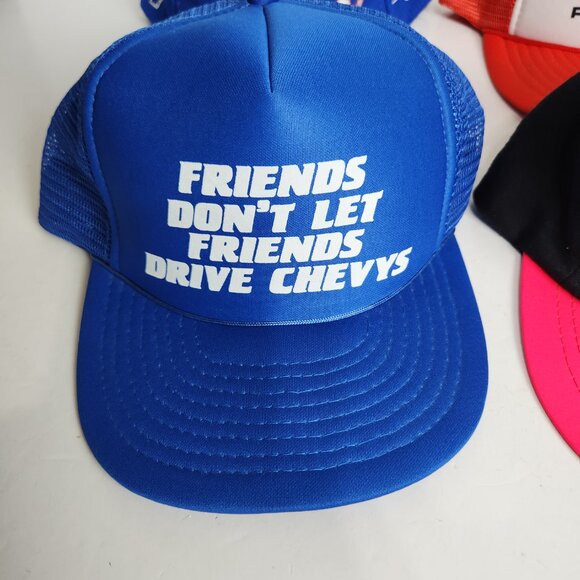 FRIENDS
DON'T LET
FRIENDS
DRIVE CHEVYS